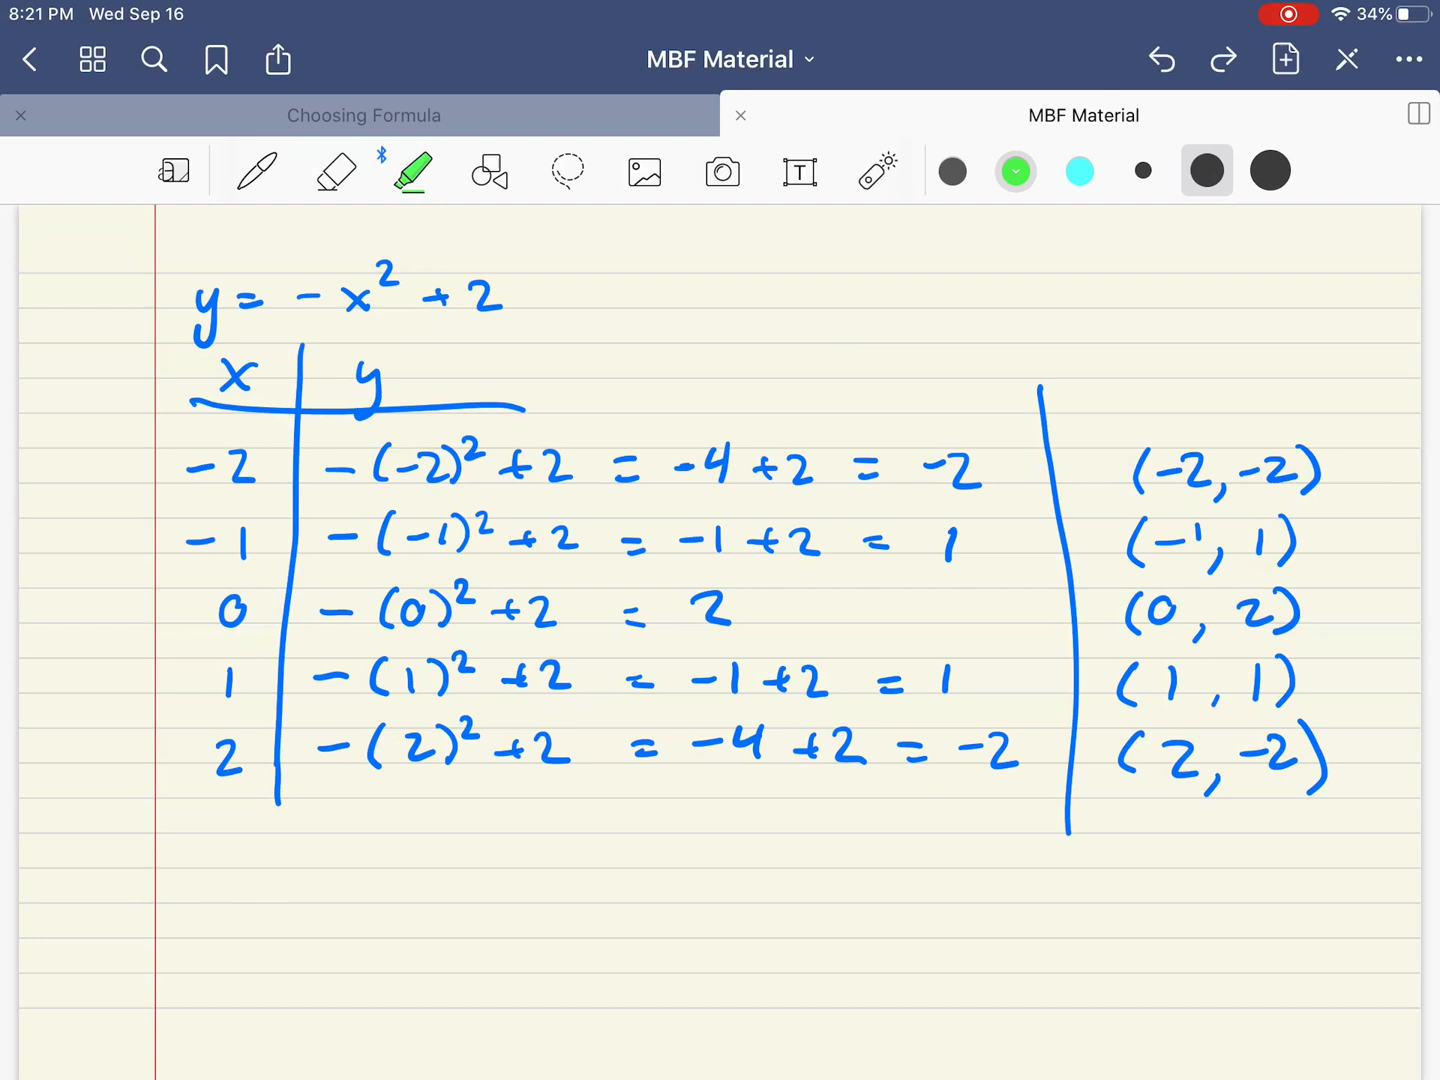 8:21 PM Wed Sep 16 34%
MBF Material
Choosing Formula MBF Material
y = -x² + 2
x y
-2 -(-2)² +2 = -4 +2 = -2 (-2, -2)
-1 -(-1)² +2 = -1 +2 = 1 (-1, 1)
0 -(0)² +2 = 2 (0, 2)
1 -(1)² +2 = -1 +2 = 1 (1, 1)
2 -(2)² +2 = -4 +2 = -2 (2, -2)